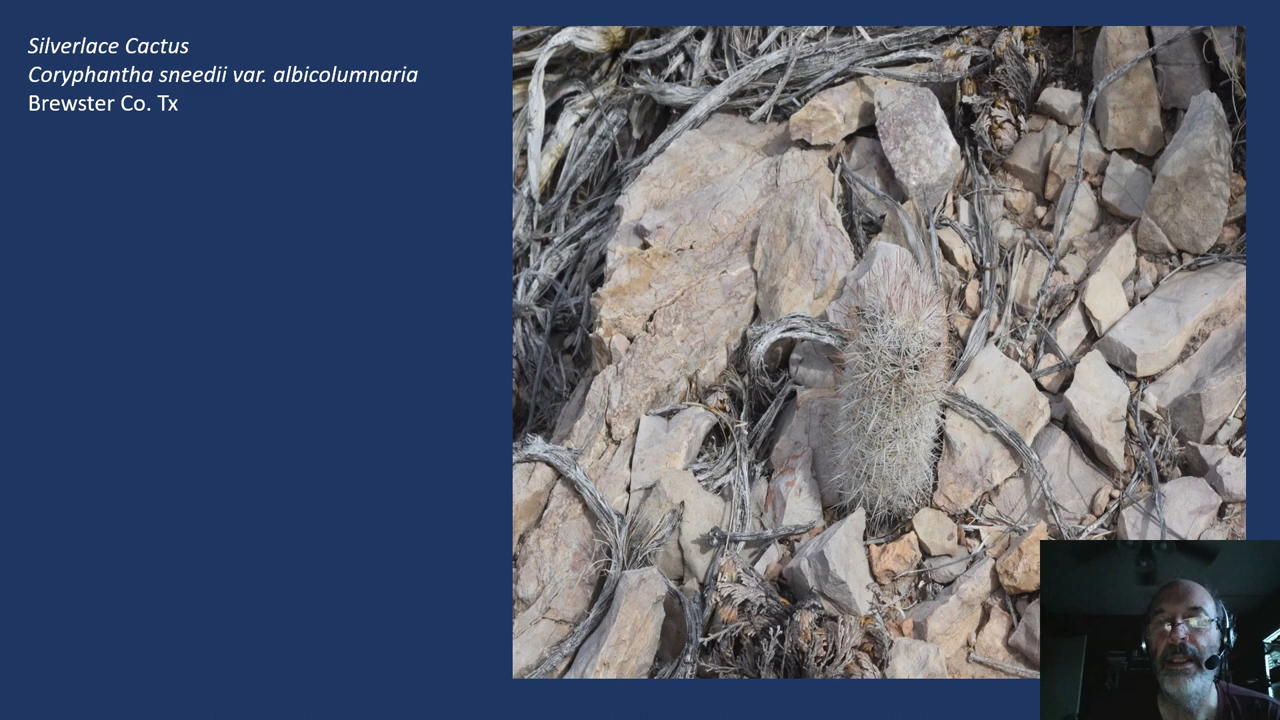 Silverlace Cactus
Coryphantha sneedii var. albicolumnaria
Brewster Co. Tx